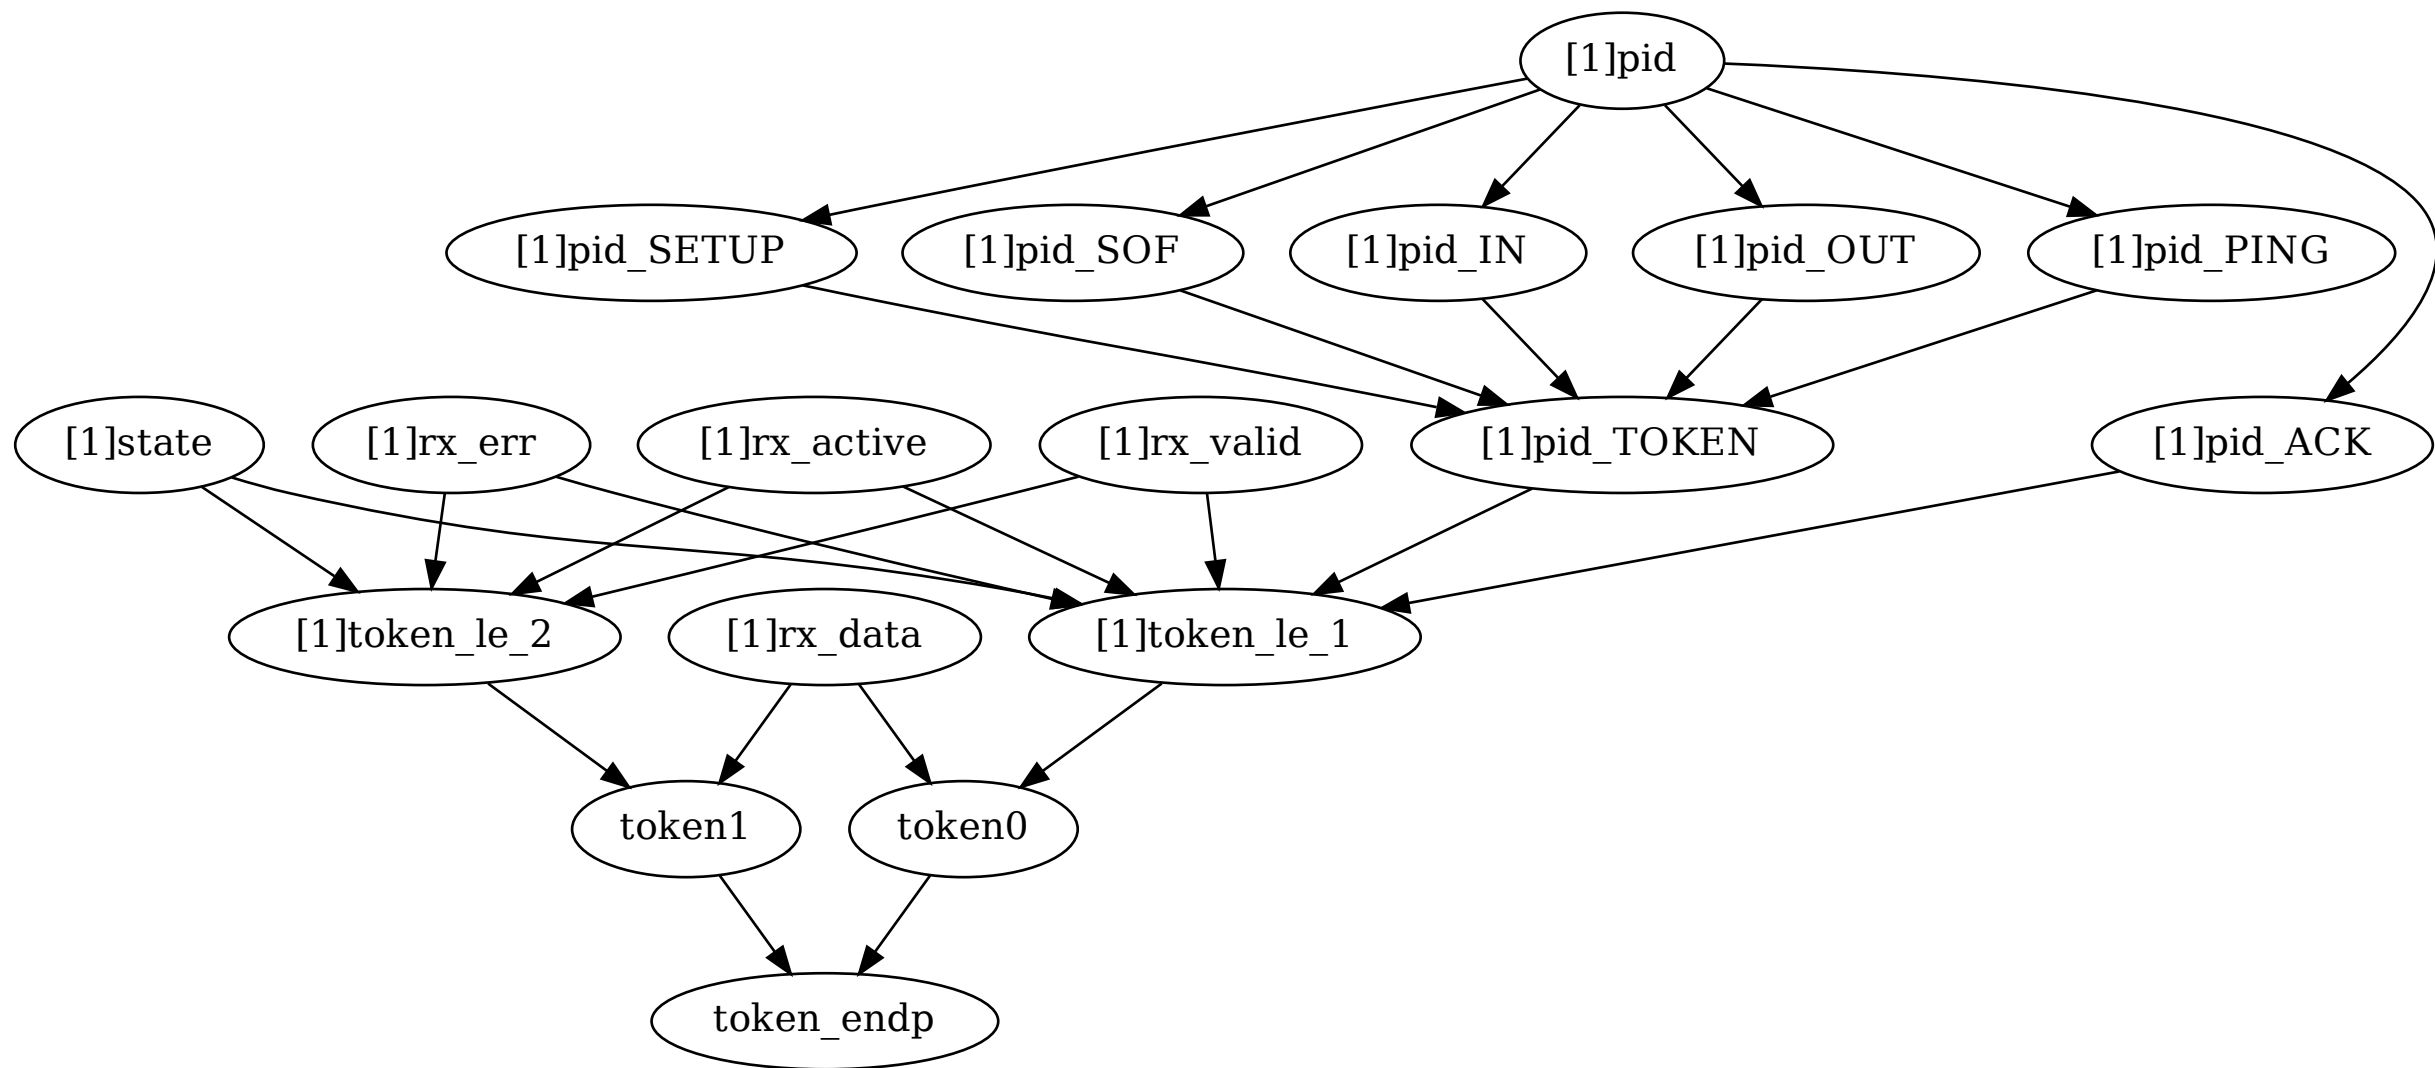 [1]pid
[1]pid_SETUP
[1]pid_SOF
[1]pid_IN
[1]pid_OUT
[1]pid_PING
[1]state
[1]rx_err
[1]rx_active
[1]rx_valid
[1]pid_TOKEN
[1]pid_ACK
[1]token_le_2
[1]rx_data
[1]token_le_1
token1
token0
token_endp